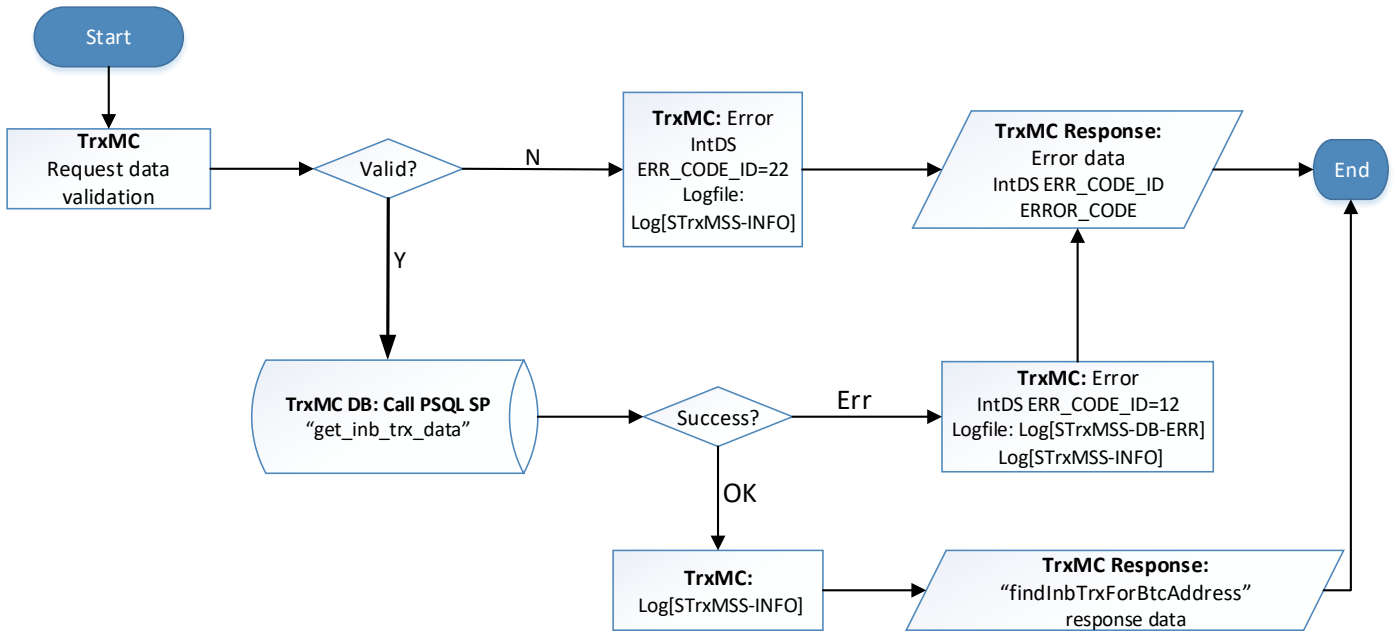 Start
TrxMC
Request data
validation
Valid?
N
TrxMC: Error
IntDS
ERR_CODE_ID=22
Logfile:
Log[STrxMSS-INFO]
TrxMC Response:
Error data
IntDS ERR_CODE_ID
ERROR_CODE
End
Y
TrxMC DB: Call PSQL SP
“get_inb_trx_data”
Success?
Err
TrxMC: Error
IntDS ERR_CODE_ID=12
Logfile: Log[STrxMSS-DB-ERR]
Log[STrxMSS-INFO]
OK
TrxMC:
Log[STrxMSS-INFO]
TrxMC Response:
“findInbTrxForBtcAddress”
response data